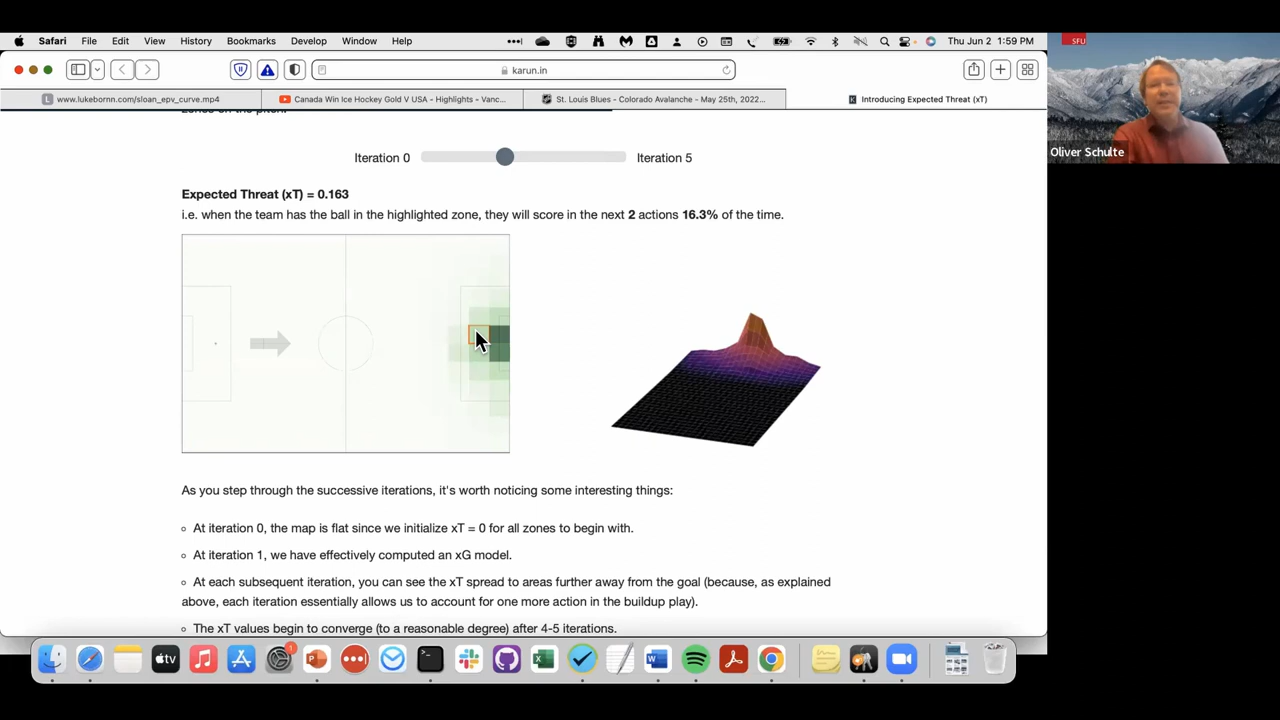 Safari File Edit View History Bookmarks Develop Window Help Thu Jun 2 1:59 PM
SFU
karun.in
www.lukebornn.com/sloan_epv_curve.mp4 Canada Win Ice Hockey Gold V USA - Highlights - Vanc... St. Louis Blues - Colorado Avalanche - May 25th, 2022... Introducing Expected Threat (xT)
zones on the pitch.
Oliver Schulte
Iteration 0 Iteration 5
Expected Threat (xT) = 0.163
i.e. when the team has the ball in the highlighted zone, they will score in the next 2 actions 16.3% of the time.
As you step through the successive iterations, it's worth noticing some interesting things:
At iteration 0, the map is flat since we initialize xT = 0 for all zones to begin with.
At iteration 1, we have effectively computed an xG model.
At each subsequent iteration, you can see the xT spread to areas further away from the goal (because, as explained
above, each iteration essentially allows us to account for one more action in the buildup play).
The xT values begin to converge (to a reasonable degree) after 4-5 iterations.
tv
1